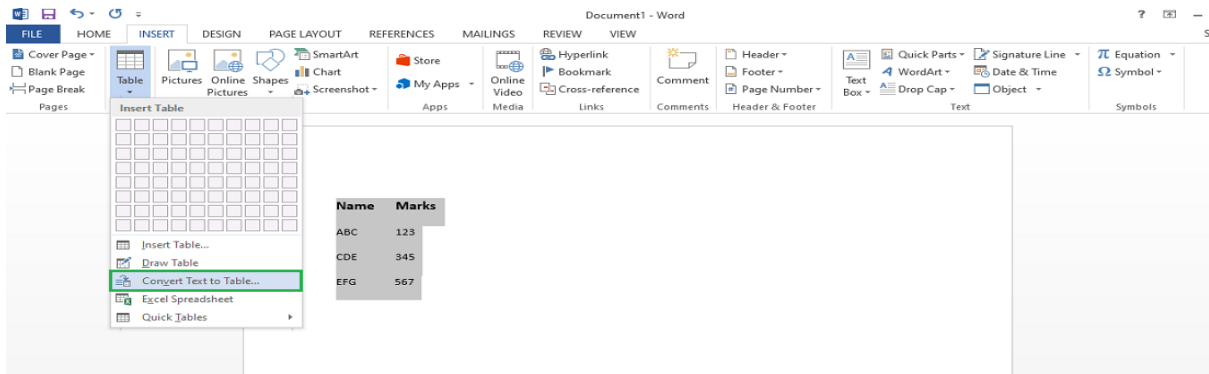 Document1 - Word
FILE HOME INSERT DESIGN PAGE LAYOUT REFERENCES MAILINGS REVIEW VIEW
Cover Page
Blank Page
Page Break
Pages
Table
Pictures
Online Pictures
Shapes
SmartArt
Chart
Screenshot
Store
My Apps
Apps
Online Video
Media
Hyperlink
Bookmark
Cross-reference
Links
Comment
Comments
Header
Footer
Page Number
Header & Footer
Text Box
Quick Parts
WordArt
Drop Cap
Signature Line
Date & Time
Object
Text
π Equation
Ω Symbol
Symbols
Insert Table
Insert Table...
Draw Table
Convert Text to Table...
Excel Spreadsheet
Quick Tables
Name Marks
ABC 123
CDE 345
EFG 567